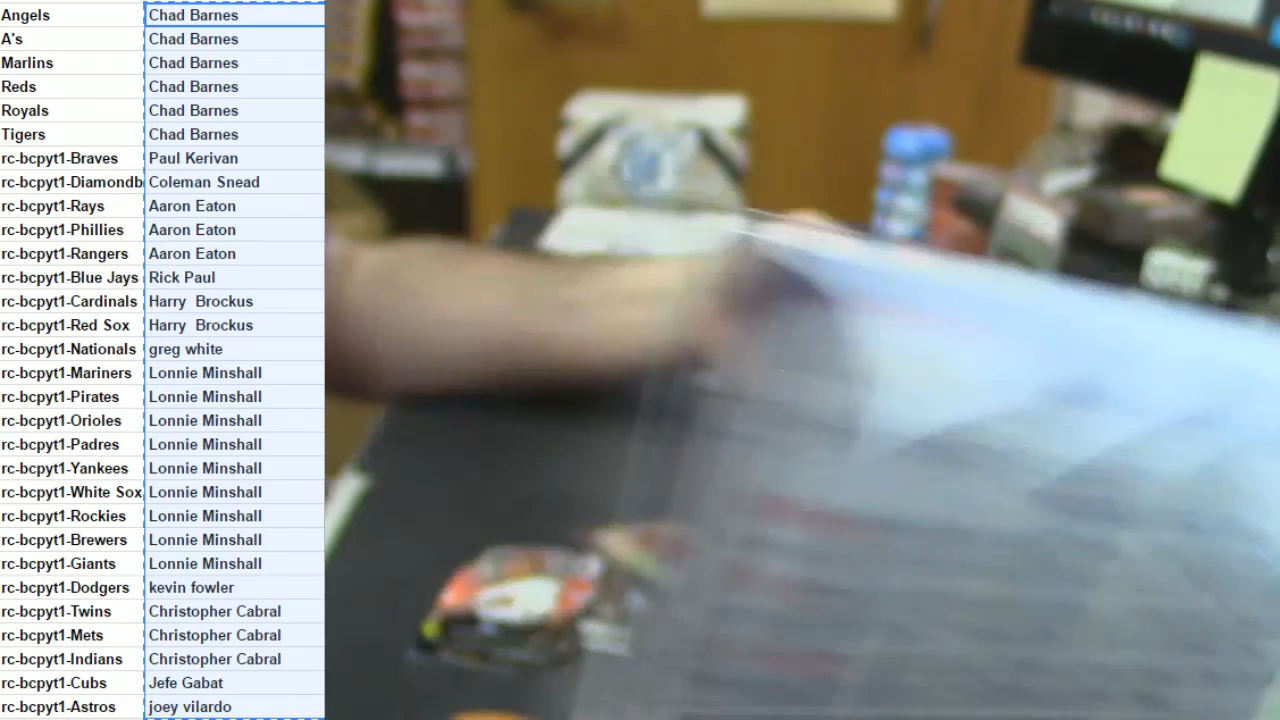 Angels Chad Barnes
A's Chad Barnes
Marlins Chad Barnes
Reds Chad Barnes
Royals Chad Barnes
Tigers Chad Barnes
rc-bcpyt1-Braves Paul Kerivan
rc-bcpyt1-Diamondb Coleman Snead
rc-bcpyt1-Rays Aaron Eaton
rc-bcpyt1-Phillies Aaron Eaton
rc-bcpyt1-Rangers Aaron Eaton
rc-bcpyt1-Blue Jays Rick Paul
rc-bcpyt1-Cardinals Harry  Brockus
rc-bcpyt1-Red Sox Harry  Brockus
rc-bcpyt1-Nationals greg white
rc-bcpyt1-Mariners Lonnie Minshall
rc-bcpyt1-Pirates Lonnie Minshall
rc-bcpyt1-Orioles Lonnie Minshall
rc-bcpyt1-Padres Lonnie Minshall
rc-bcpyt1-Yankees Lonnie Minshall
rc-bcpyt1-White Sox Lonnie Minshall
rc-bcpyt1-Rockies Lonnie Minshall
rc-bcpyt1-Brewers Lonnie Minshall
rc-bcpyt1-Giants Lonnie Minshall
rc-bcpyt1-Dodgers kevin fowler
rc-bcpyt1-Twins Christopher Cabral
rc-bcpyt1-Mets Christopher Cabral
rc-bcpyt1-Indians Christopher Cabral
rc-bcpyt1-Cubs Jefe Gabat
rc-bcpyt1-Astros joey vilardo